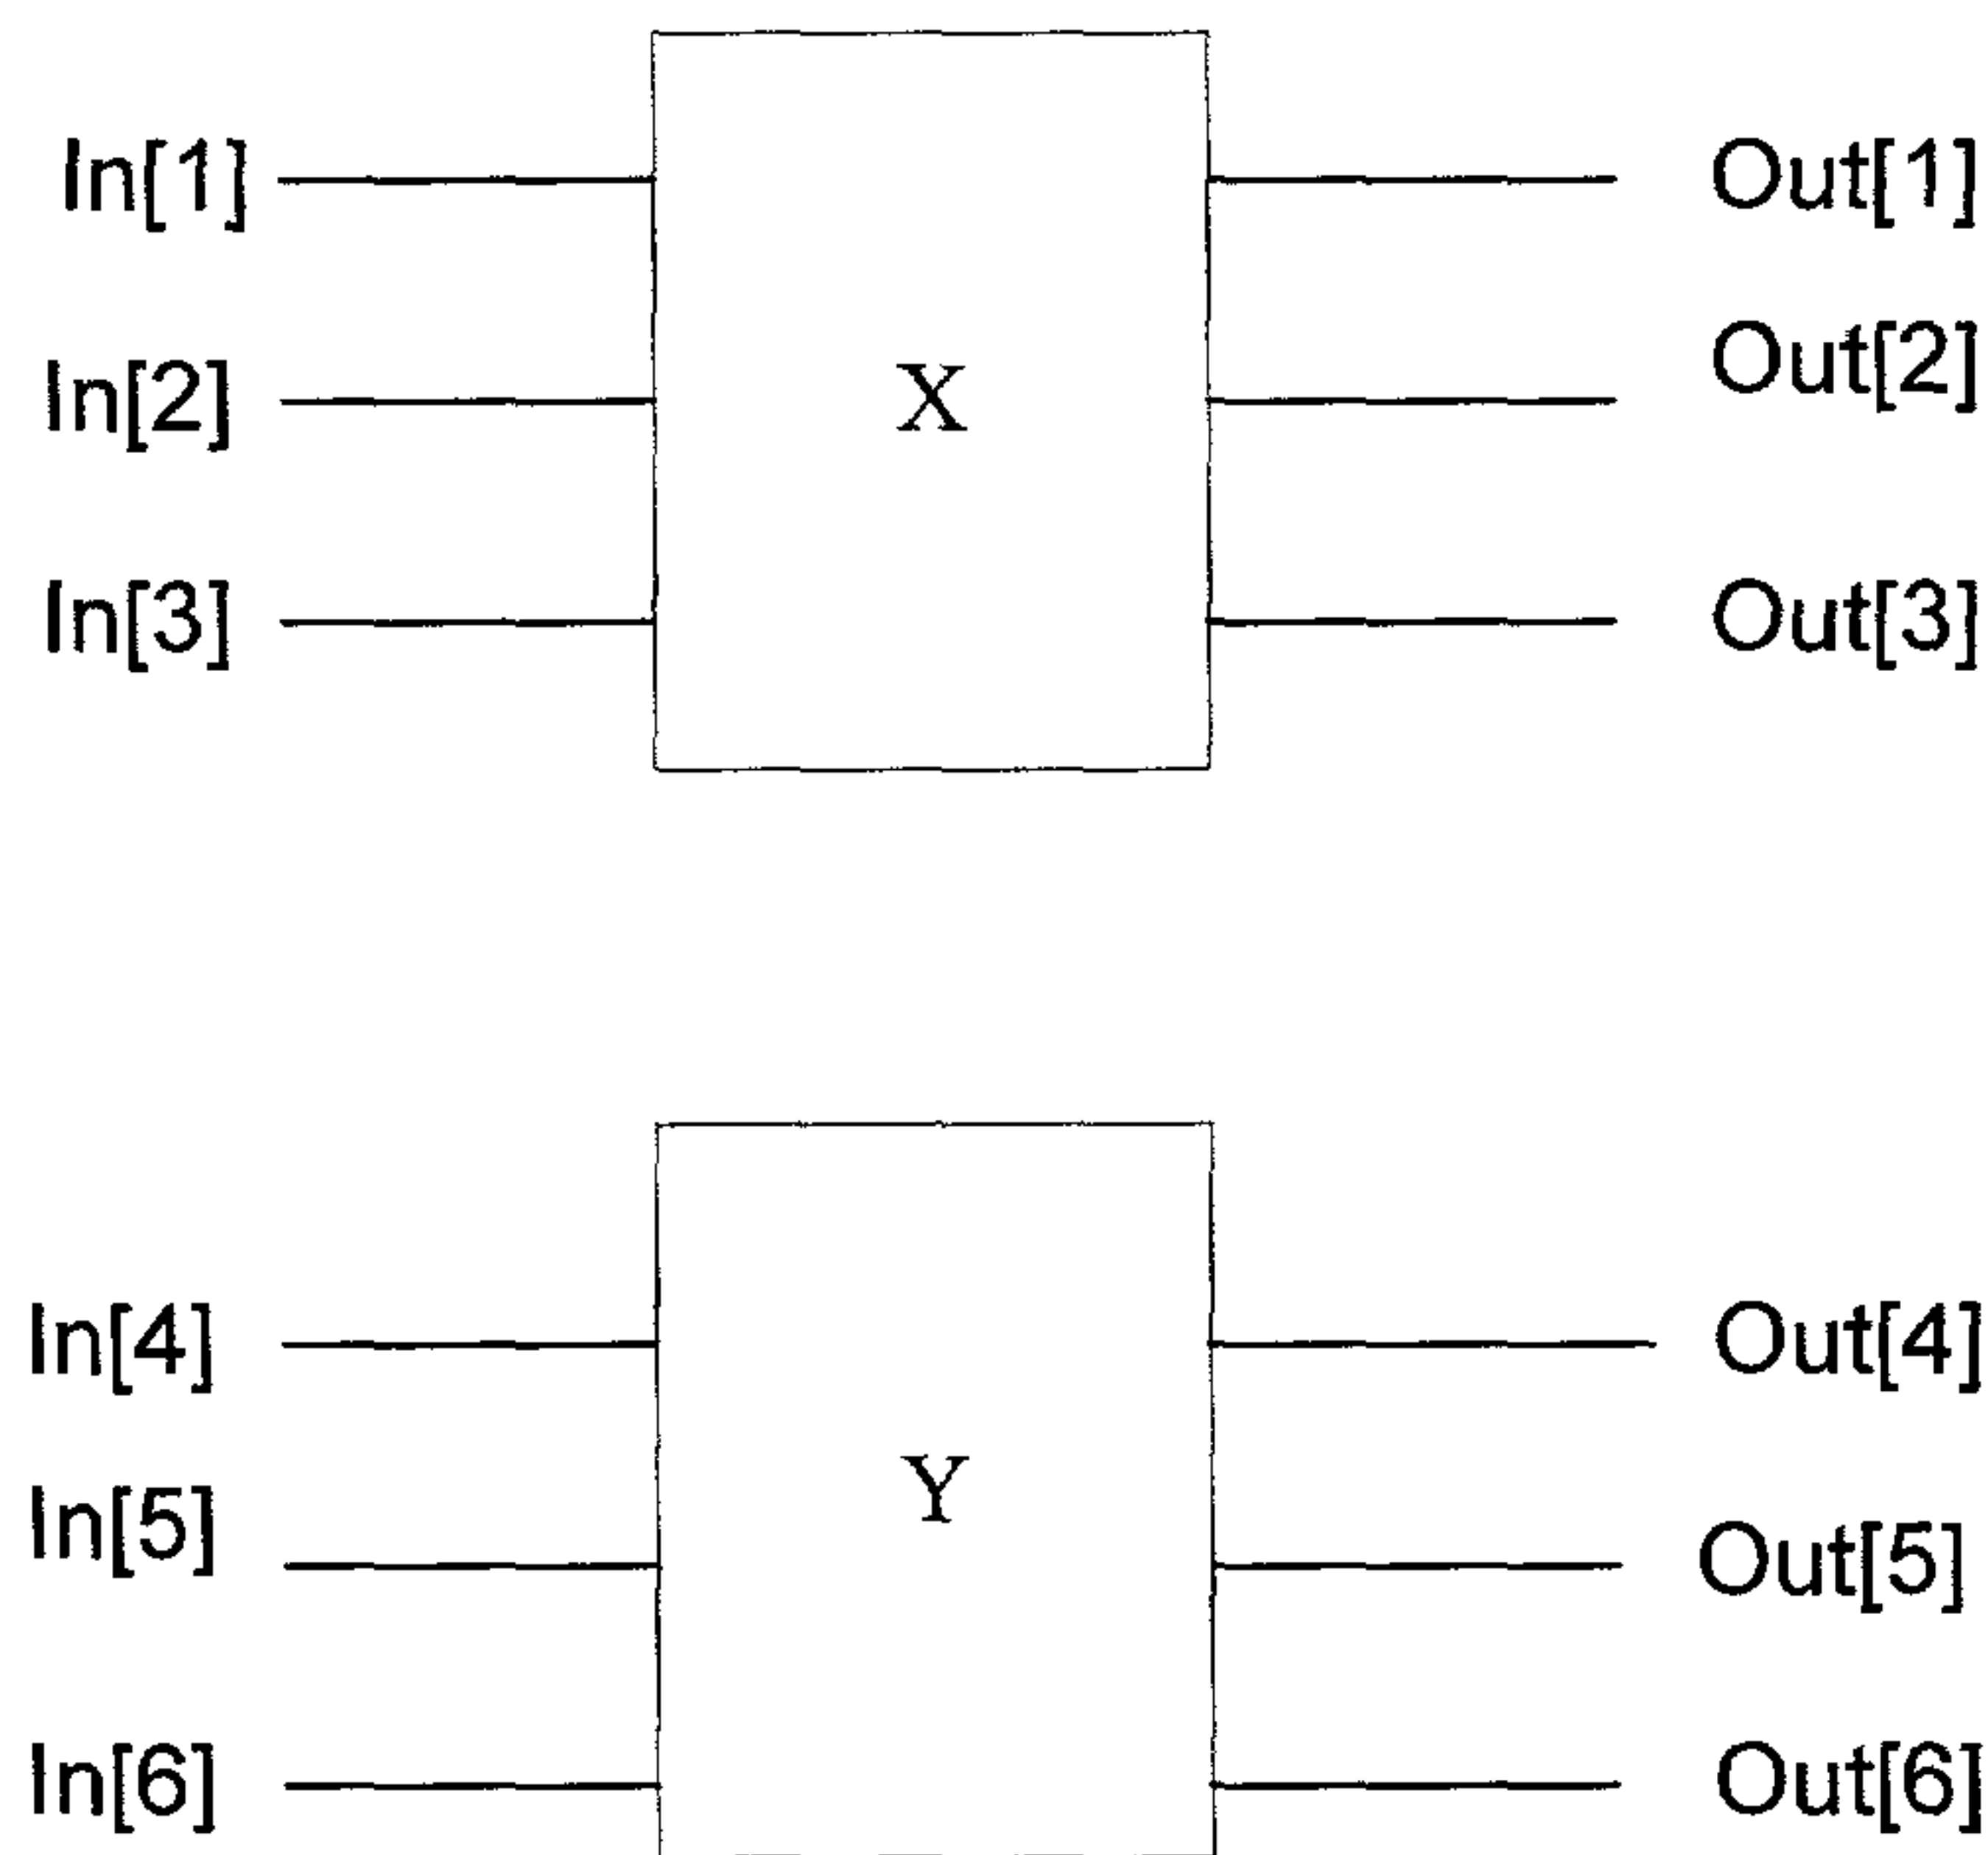 In[1] Out[1]
In[2] X Out[2]
In[3] Out[3]
In[4] Out[4]
In[5] Y Out[5]
In[6] Out[6]